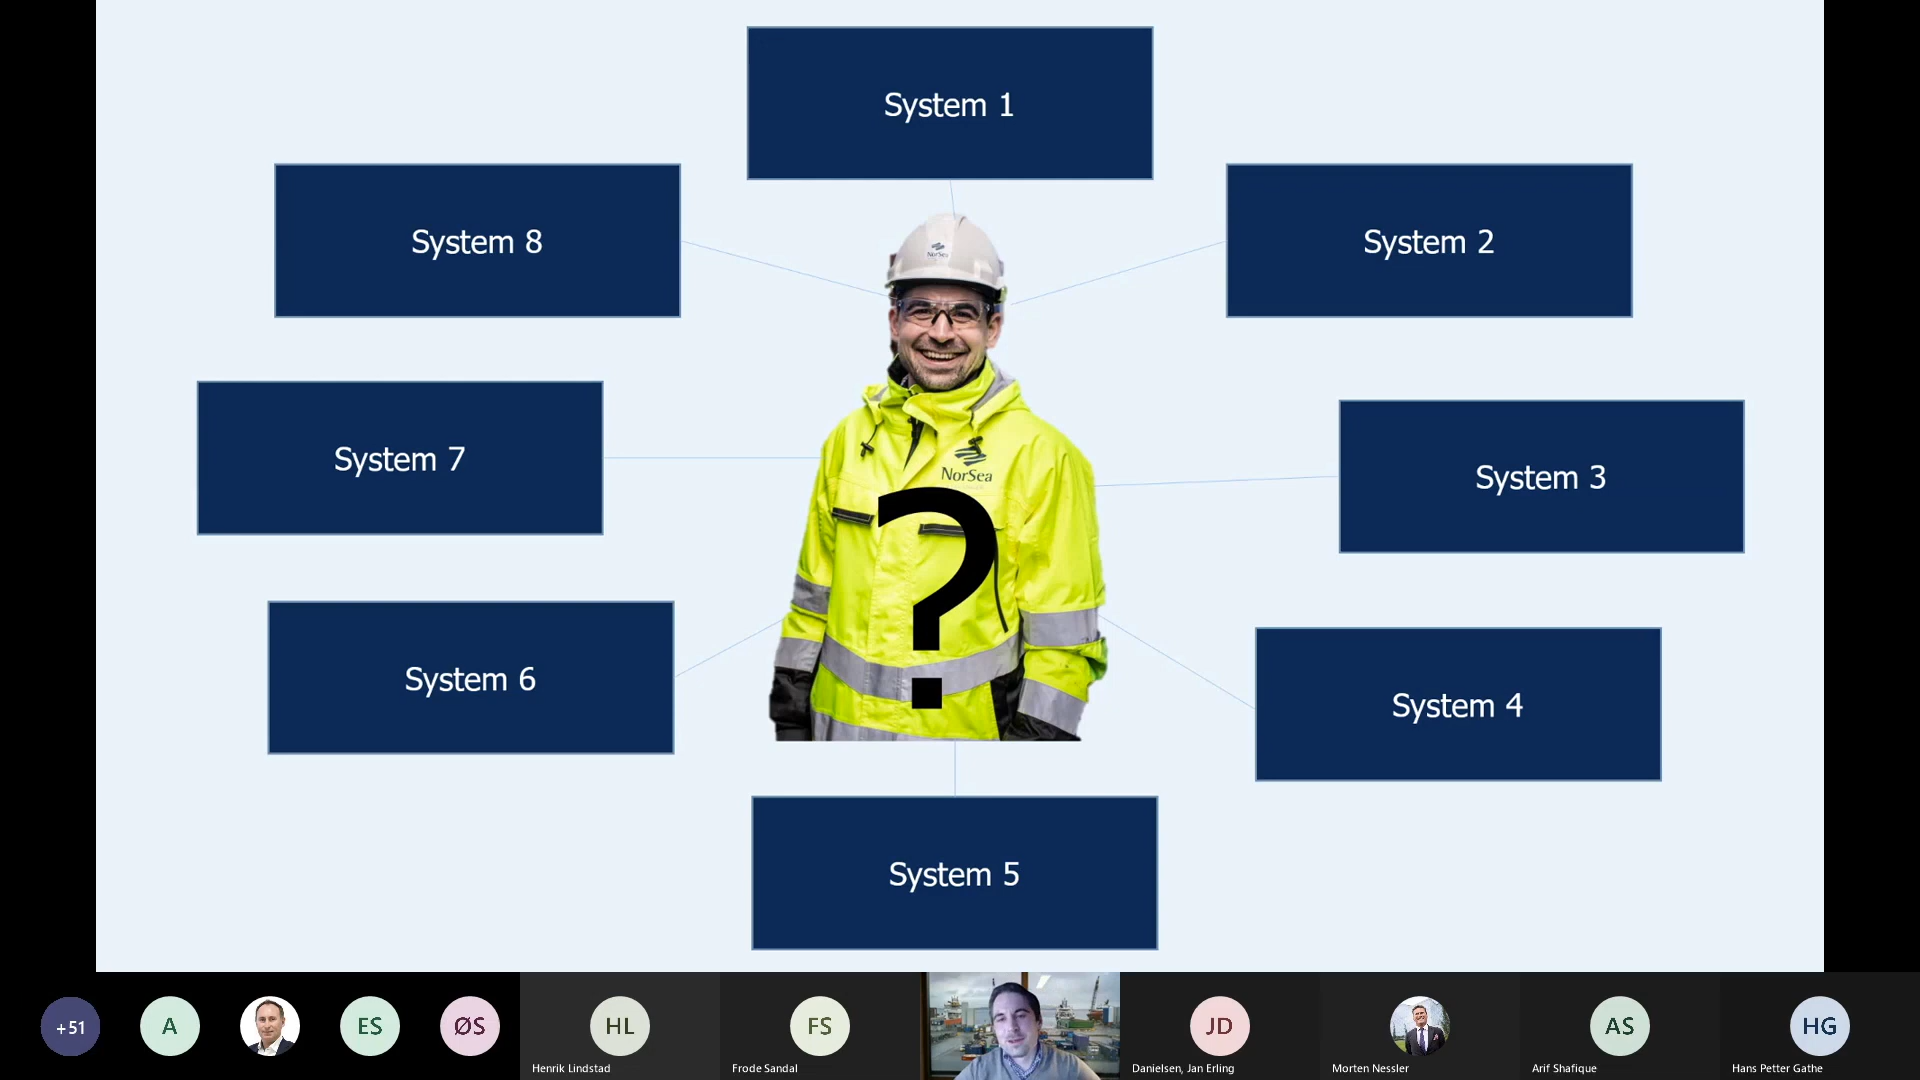 System 1
System 8
System 2
NorSea
System 7
NorSea
System 3
?
System 6
System 4
System 5
+51
A
ES
ØS
HL
FS
JD
AS
HG
Henrik Lindstad
Frode Sandal
Danielsen, Jan Erling
Morten Nessler
Arif Shafique
Hans Petter Gathe